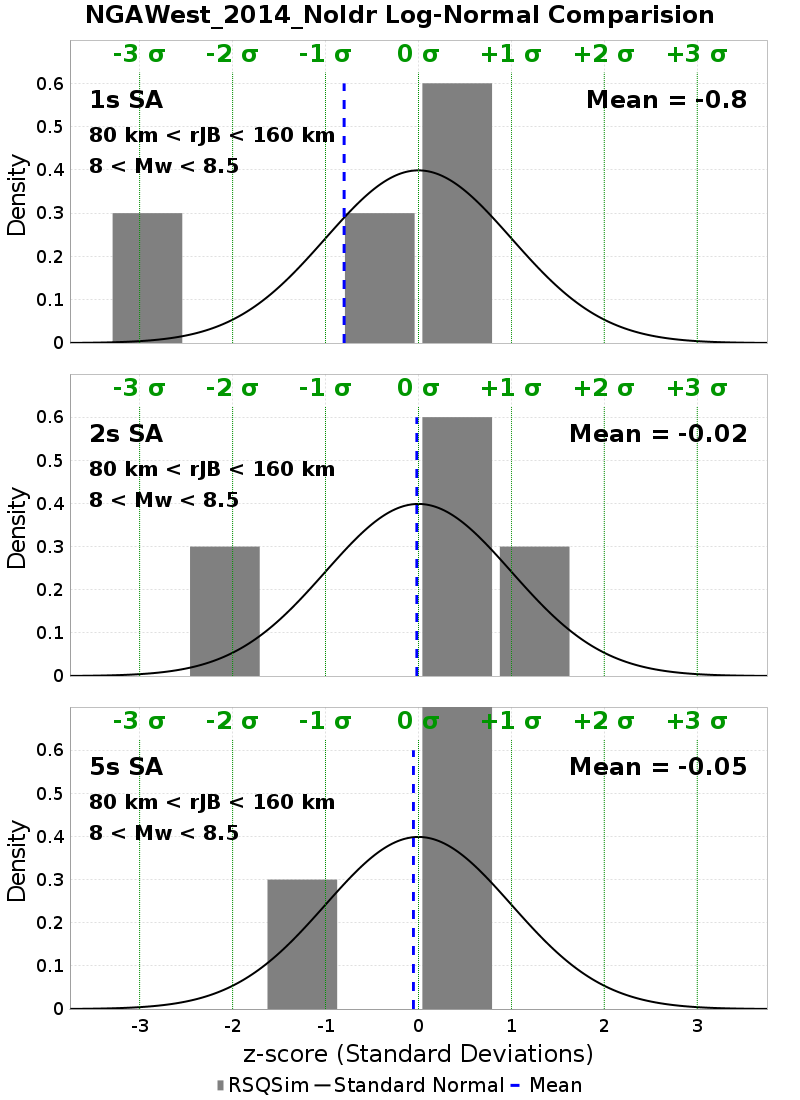 NGAWest_2014_NoIdr Log-Normal Comparision
-3 σ -2 σ -1 σ 0 σ +1 σ +2 σ +3 σ
0.6
1s SA Mean = -0.8
0.5
80 km < rJB < 160 km
8 < Mw < 8.5
0.4
0.3
0.2
0.1
0
Density
-3 σ -2 σ -1 σ 0 σ +1 σ +2 σ +3 σ
0.6
2s SA Mean = -0.02
0.5
80 km < rJB < 160 km
8 < Mw < 8.5
0.4
0.3
0.2
0.1
0
Density
-3 σ -2 σ -1 σ 0 σ +1 σ +2 σ +3 σ
0.6
5s SA Mean = -0.05
0.5
80 km < rJB < 160 km
8 < Mw < 8.5
0.4
0.3
0.2
0.1
0
Density
-3 -2 -1 0 1 2 3
z-score (Standard Deviations)
RSQSim Standard Normal Mean